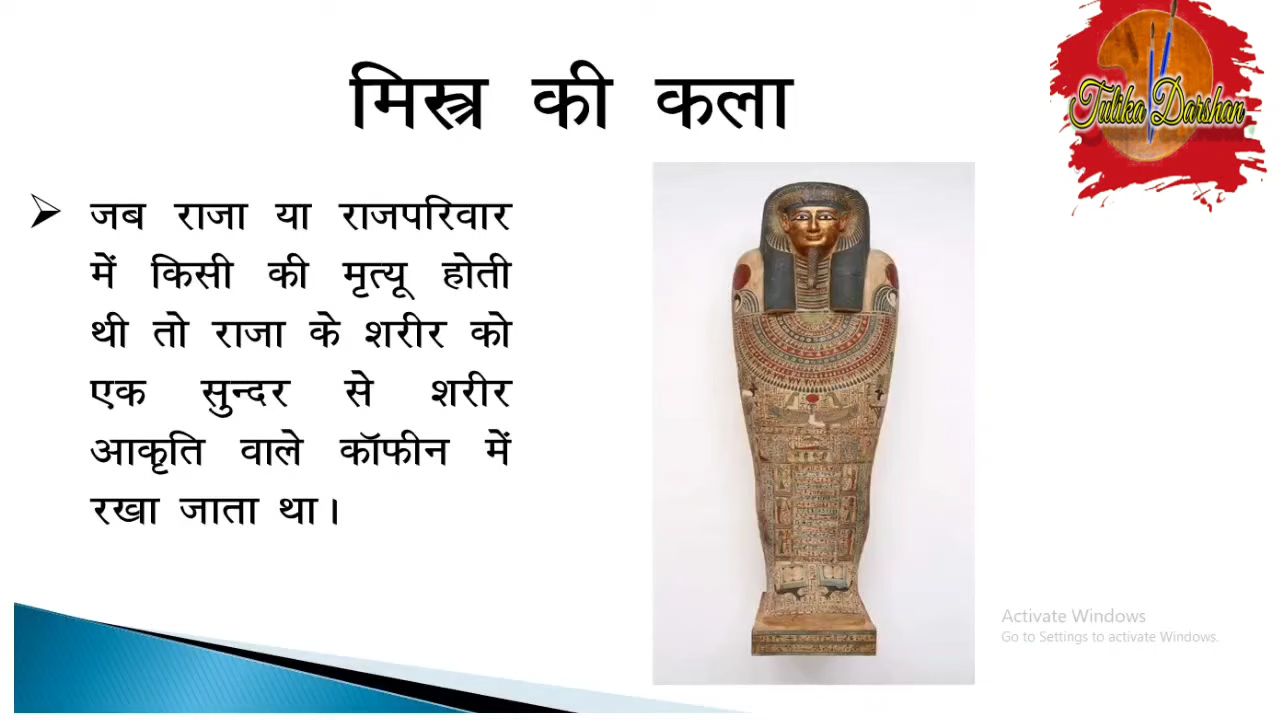 मिस्त्र की कला
Tulika Darshan
➢ जब राजा या राजपरिवार
में किसी की मृत्यू होती
थी तो राजा के शरीर को
एक सुन्दर से शरीर
आकृति वाले कॉफीन में
रखा जाता था।
Activate Windows
Go to Settings to activate Windows.